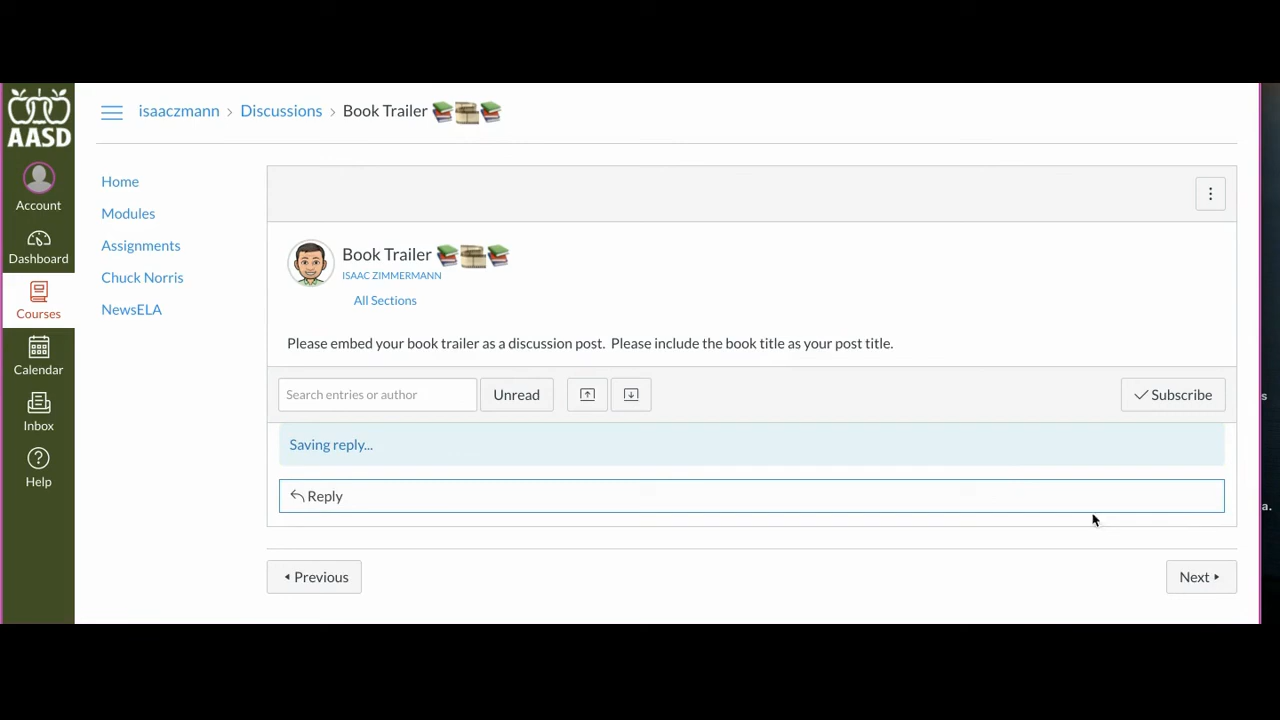 isaaczmann › Discussions › Book Trailer 📚🎞️📚
AASD
Account
Dashboard
Courses
Calendar
Inbox
Help
Home
Modules
Assignments
Chuck Norris
NewsELA
Book Trailer 📚🎞️📚
ISAAC ZIMMERMANN
All Sections
Please embed your book trailer as a discussion post. Please include the book title as your post title.
Search entries or author
Unread
Subscribe
Saving reply...
Reply
Previous
Next
s
a.